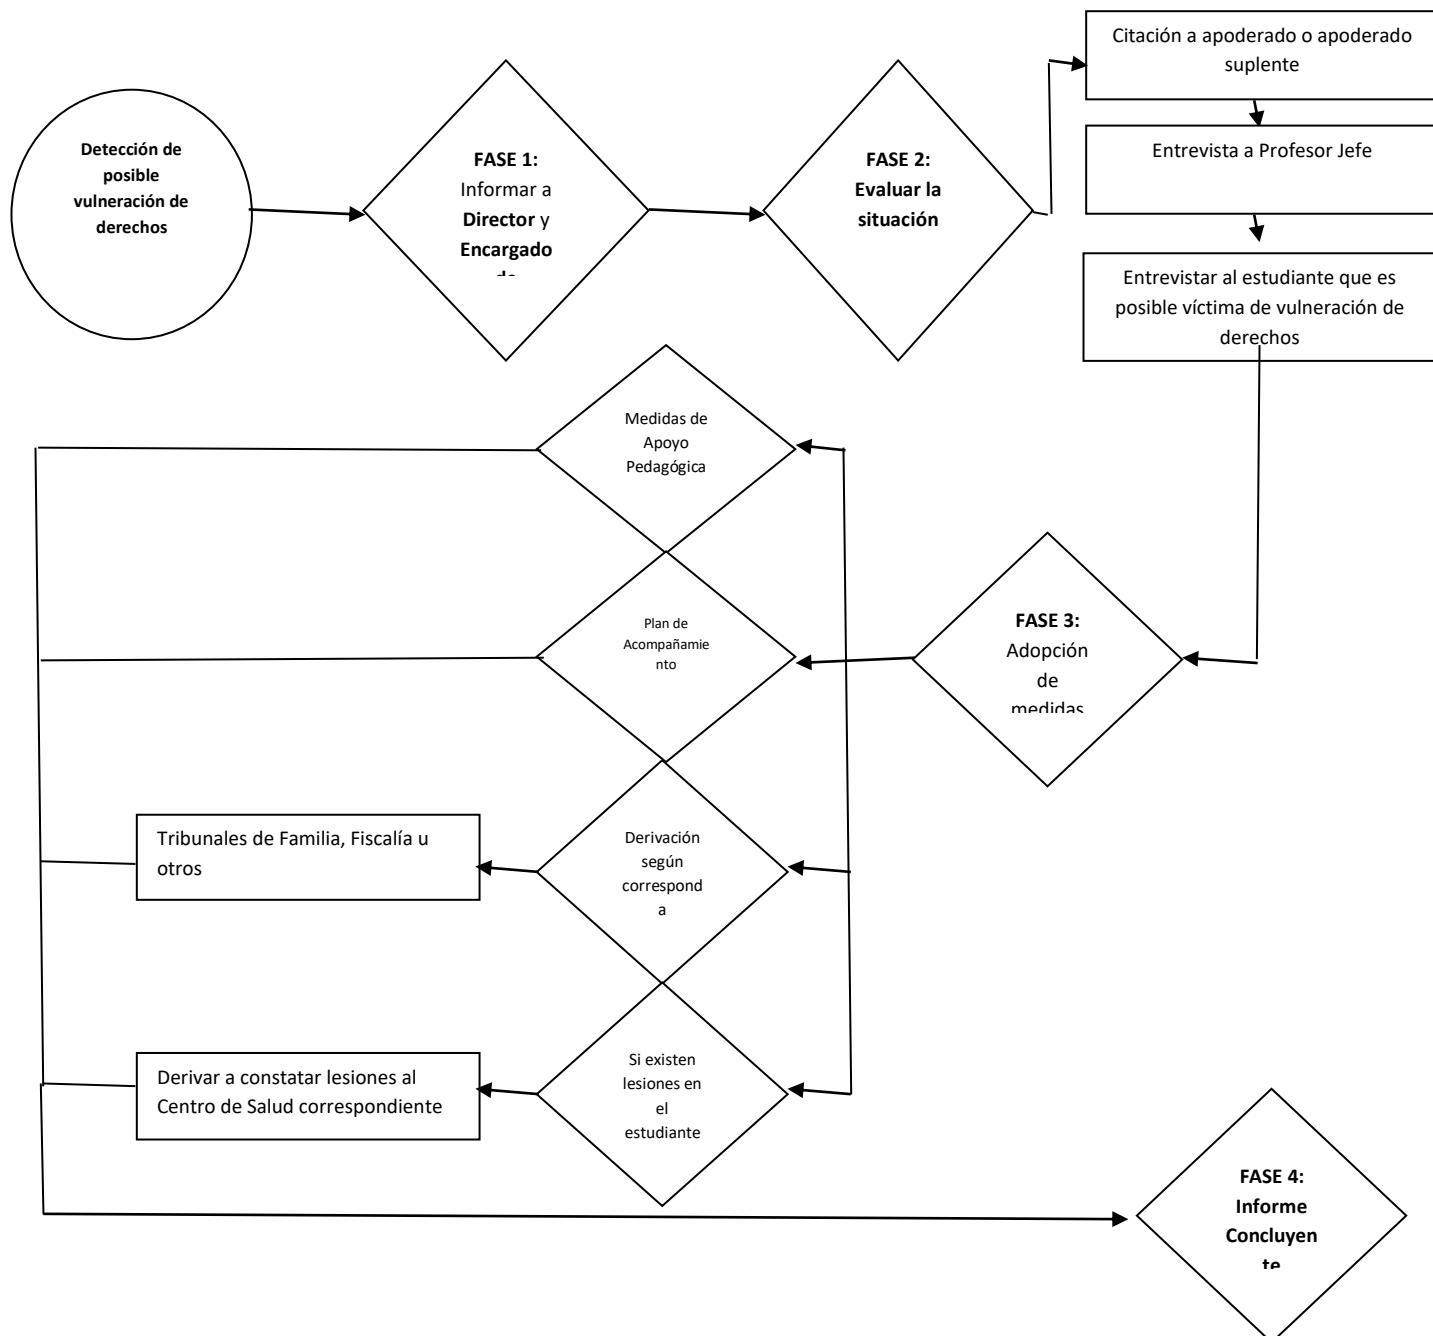 Detección de
posible
vulneración de
derechos
FASE 1:
Informar a
Director y
Encargado
FASE 2:
Evaluar la
situación
Citación a apoderado o apoderado
suplente
Entrevista a Profesor Jefe
Entrevistar al estudiante que es
posible víctima de vulneración de
derechos
Medidas de
Apoyo
Pedagógica
Plan de
Acompañamie
nto
FASE 3:
Adopción
de
medidas
Derivación
según
correspond
a
Tribunales de Familia, Fiscalía u
otros
Si existen
lesiones en
el
estudiante
Derivar a constatar lesiones al
Centro de Salud correspondiente
FASE 4:
Informe
Concluyen
te